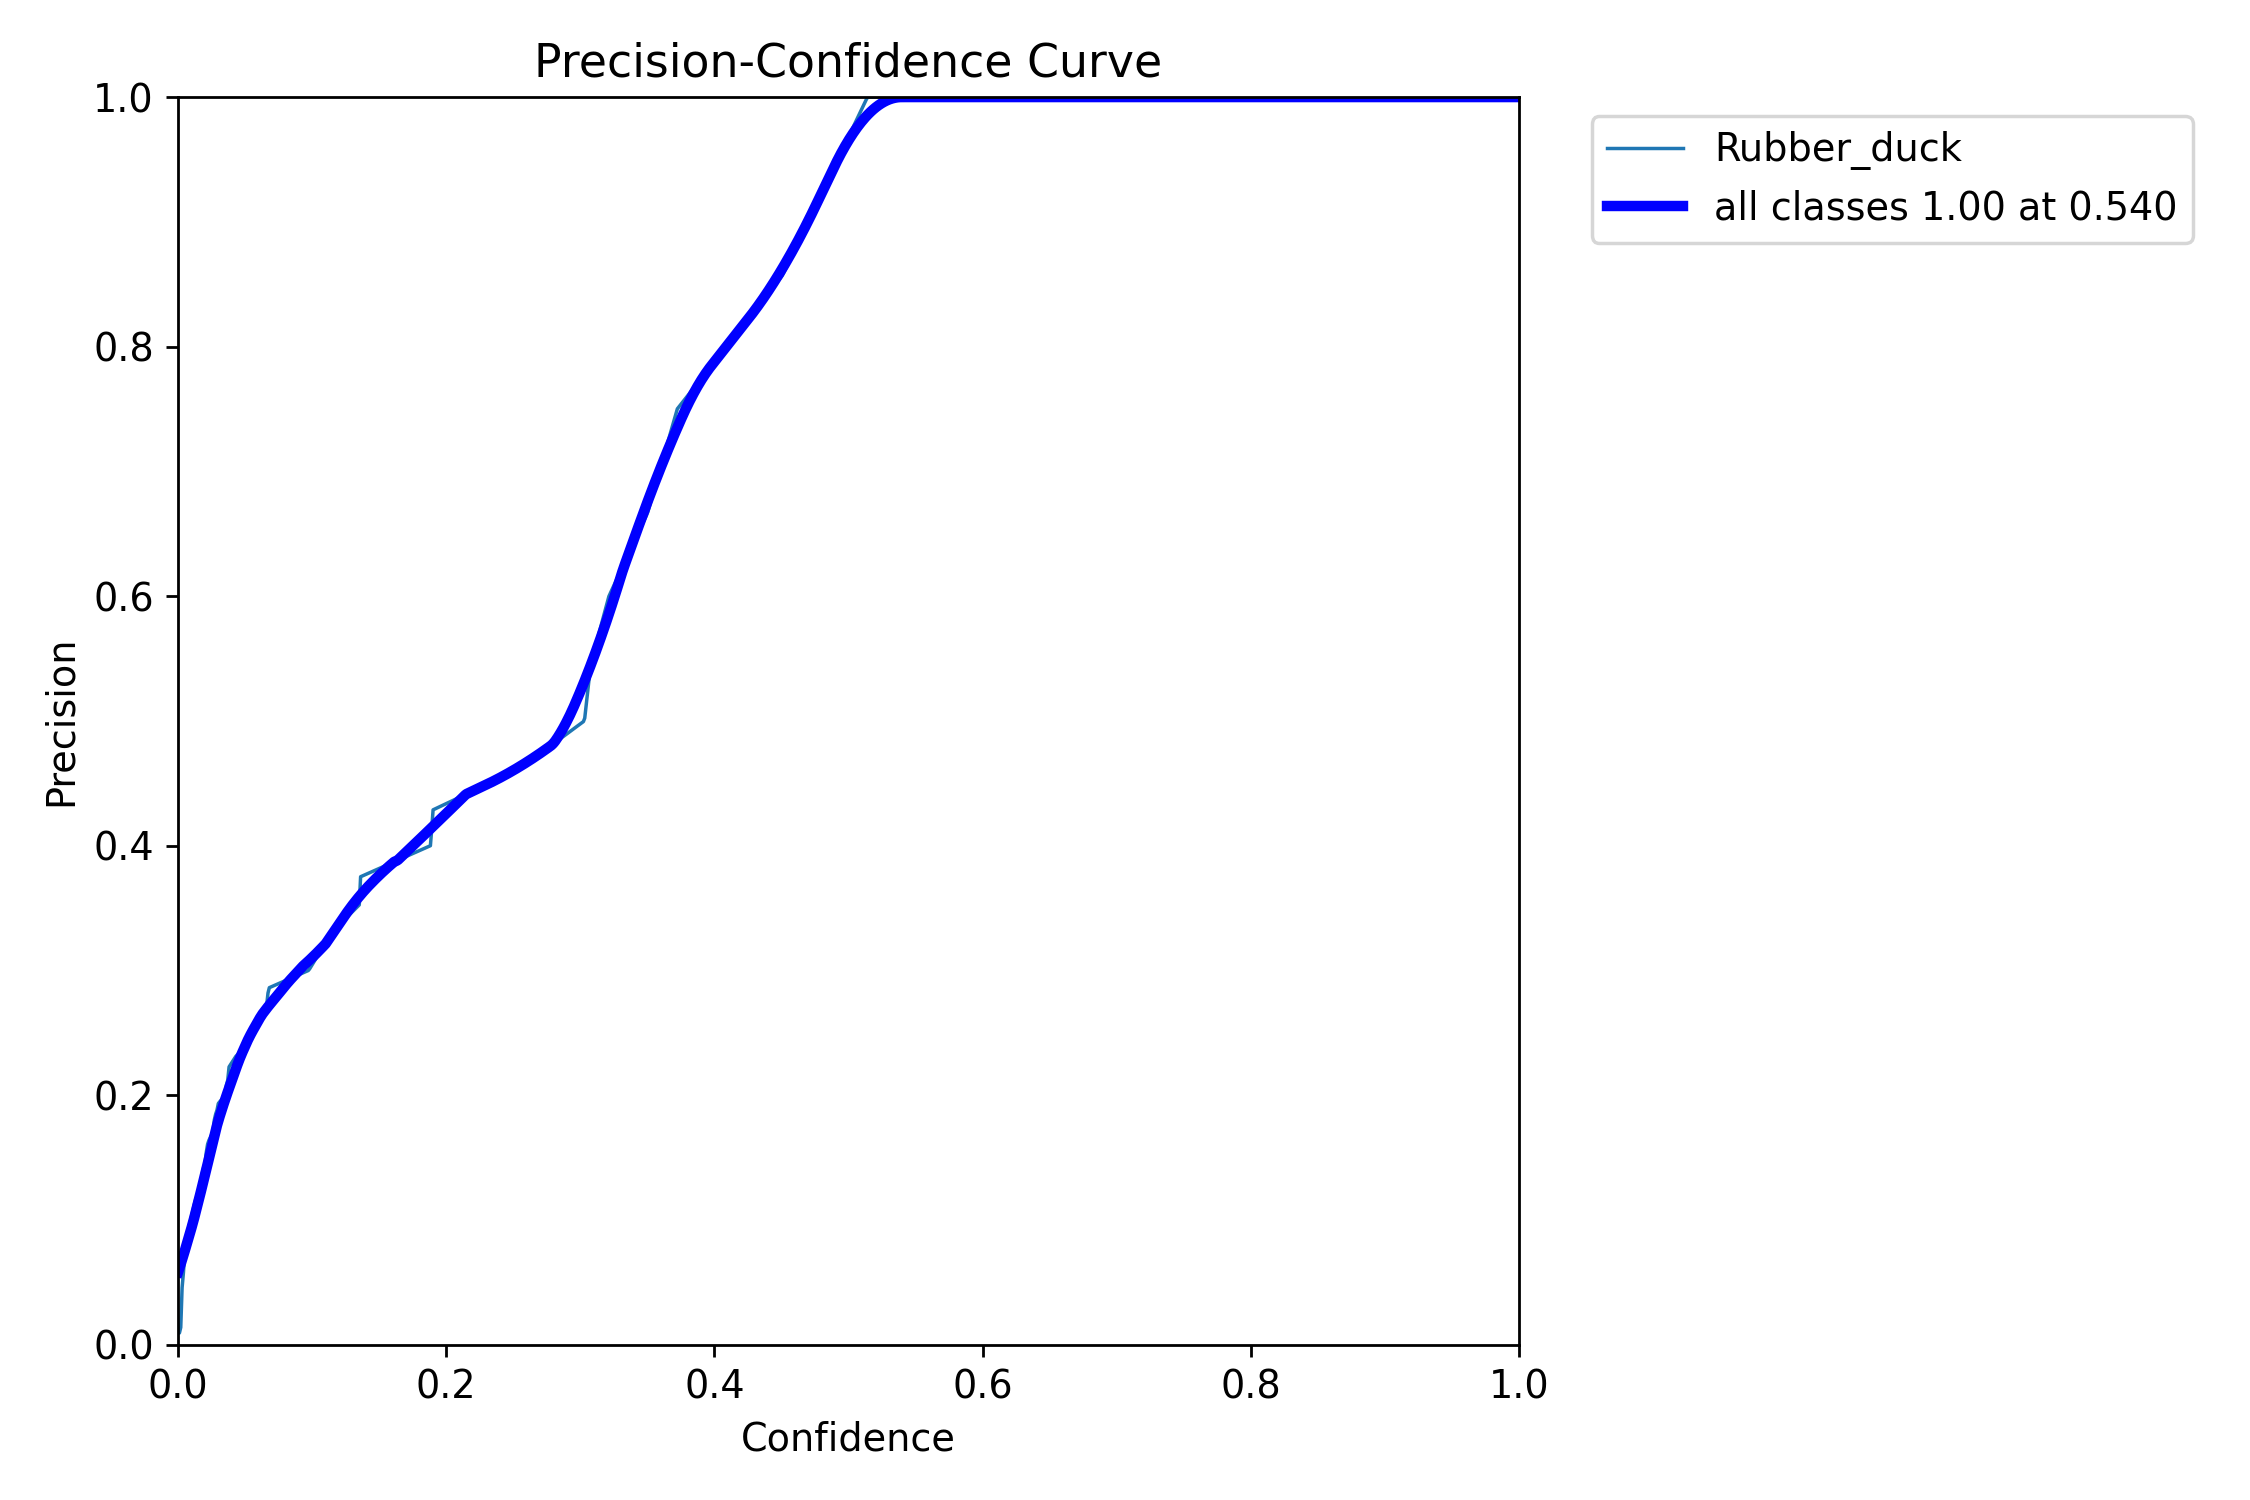 Precision-Confidence Curve
1.0
0.8
0.6
0.4
0.2
0.0
Precision
0.0 0.2 0.4 0.6 0.8 1.0
Confidence
Rubber_duck
all classes 1.00 at 0.540